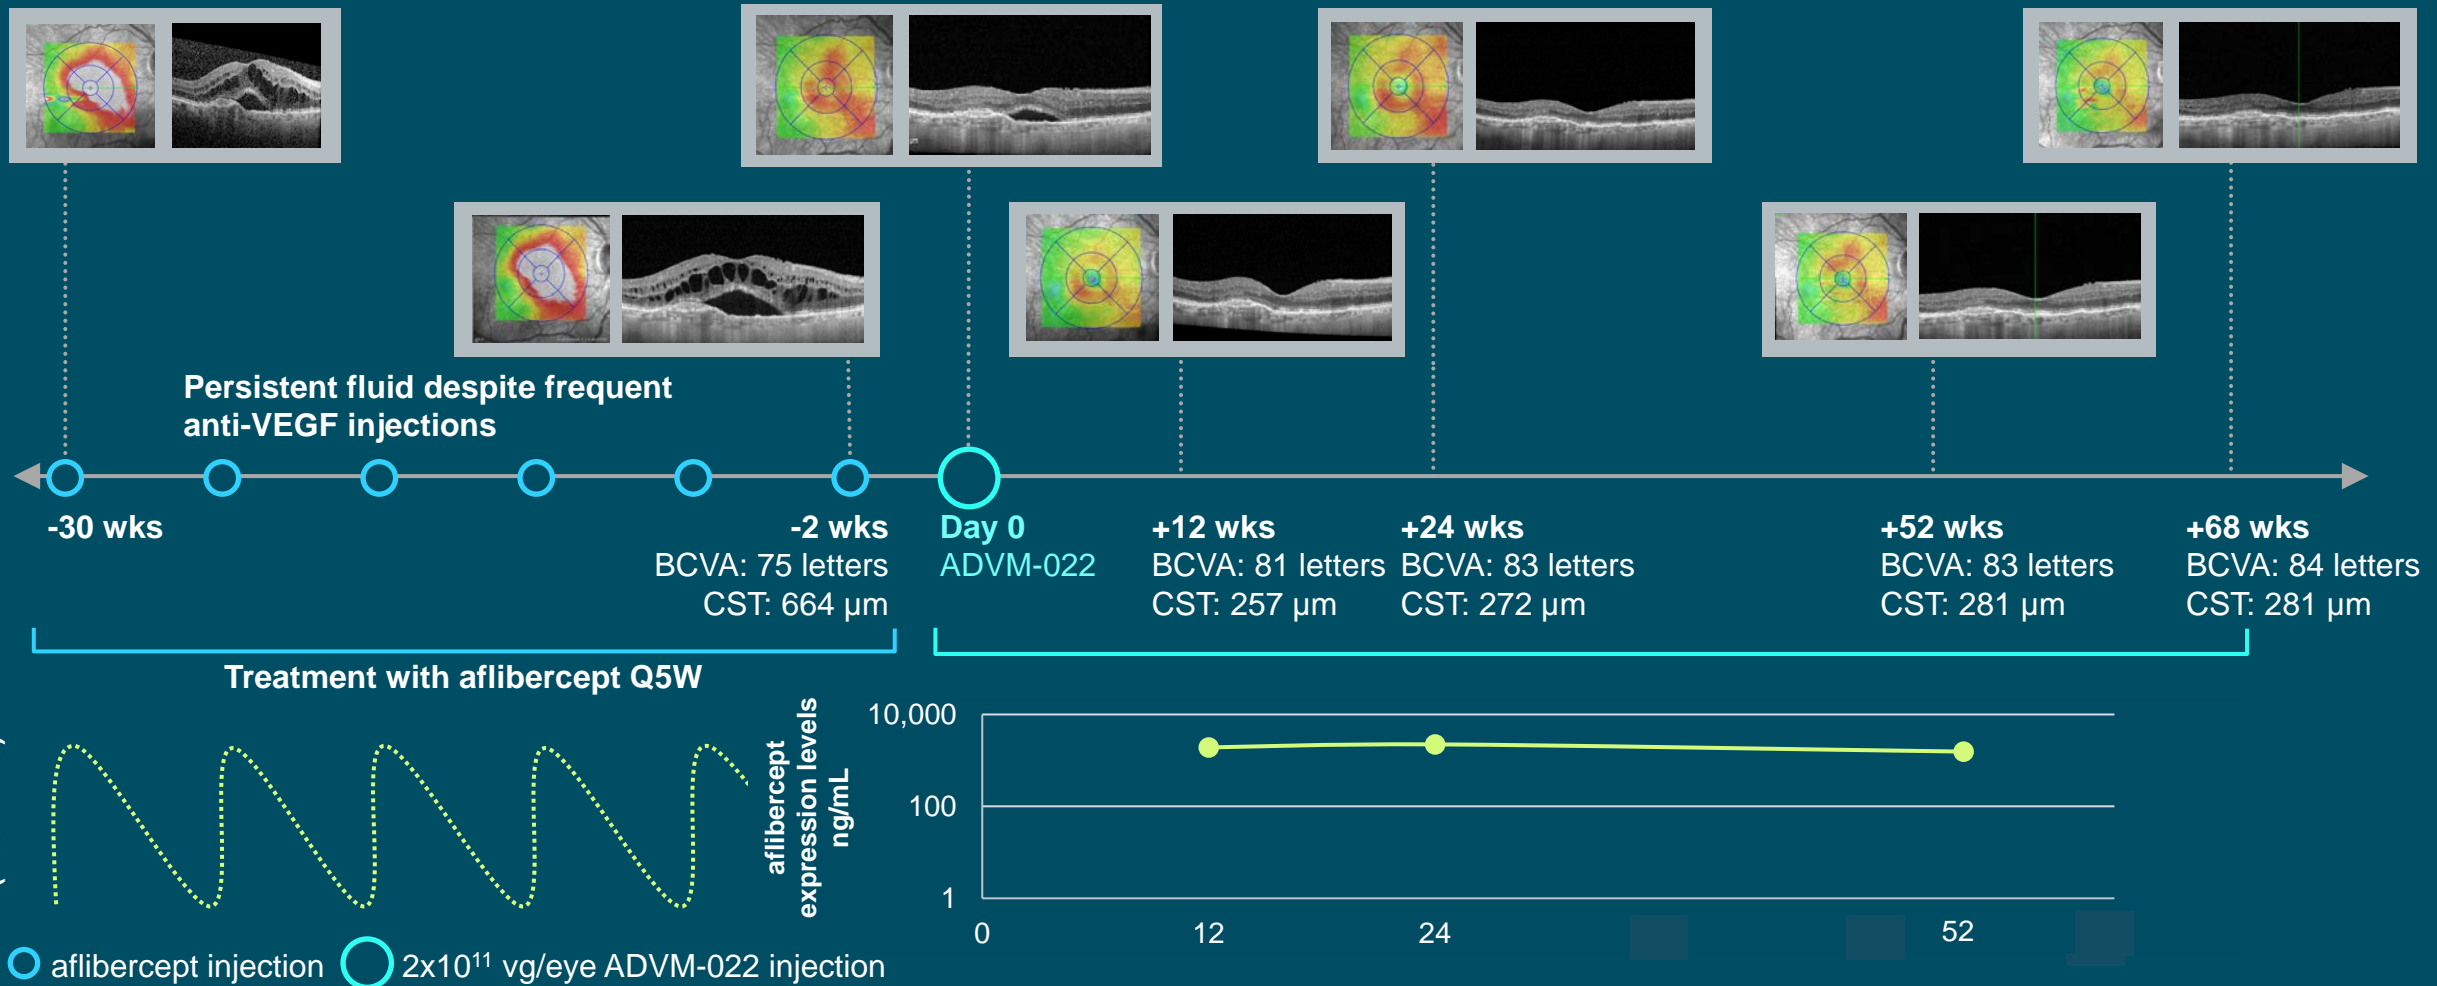 Persistent fluid despite frequent
anti-VEGF injections
-30 wks
-2 wks
BCVA: 75 letters
CST: 664 µm
Day 0
ADVM-022
+12 wks
BCVA: 81 letters
CST: 257 µm
+24 wks
BCVA: 83 letters
CST: 272 µm
+52 wks
BCVA: 83 letters
CST: 281 µm
+68 wks
BCVA: 84 letters
CST: 281 µm
Treatment with aflibercept Q5W
aflibercept
expression levels
ng/mL
10,000
100
1
0 12 24 52
aflibercept injection
2x10¹¹ vg/eye ADVM-022 injection